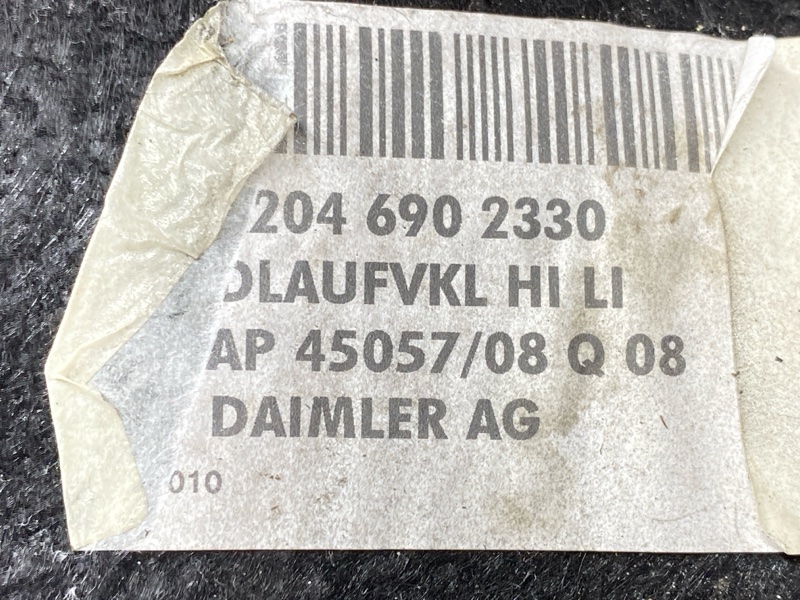 204 690 2330
DLAUFVKL HI LI
AP 45057/08 Q 08
DAIMLER AG
010